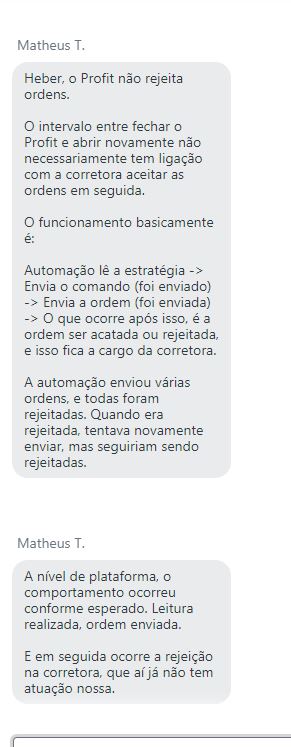 Matheus T.
Heber, o Profit não rejeita
ordens.
O intervalo entre fechar o
Profit e abrir novamente não
necessariamente tem ligação
com a corretora aceitar as
ordens em seguida.
O funcionamento basicamente
é:
Automação lê a estratégia ->
Envia o comando (foi enviado)
-> Envia a ordem (foi enviada)
-> O que ocorre após isso, é a
ordem ser acatada ou rejeitada,
e isso fica a cargo da corretora.
A automação enviou várias
ordens, e todas foram
rejeitadas. Quando era
rejeitada, tentava novamente
enviar, mas seguiriam sendo
rejeitadas.
Matheus T.
A nível de plataforma, o
comportamento ocorreu
conforme esperado. Leitura
realizada, ordem enviada.
E em seguida ocorre a rejeição
na corretora, que aí já não tem
atuação nossa.